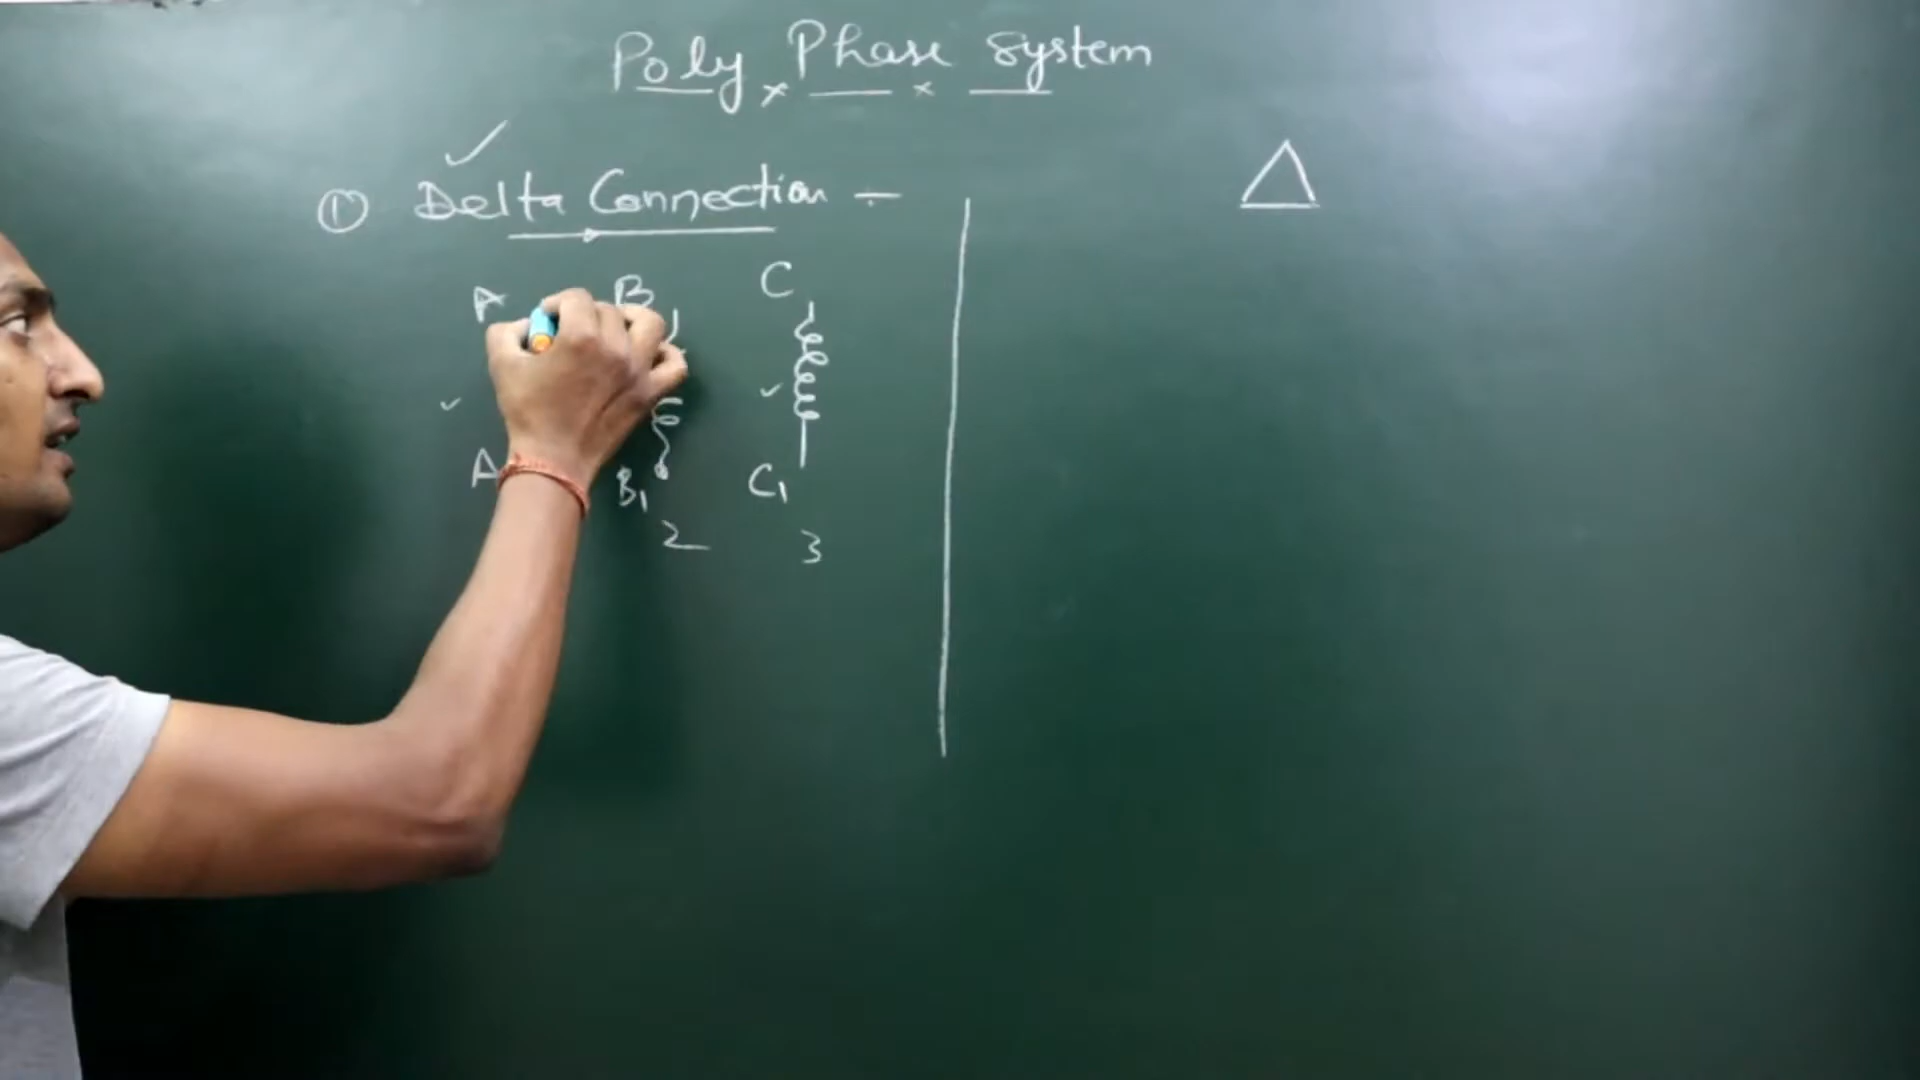 Poly Phase System
① Delta Connection :-
A B C
A B1 C1
2 3